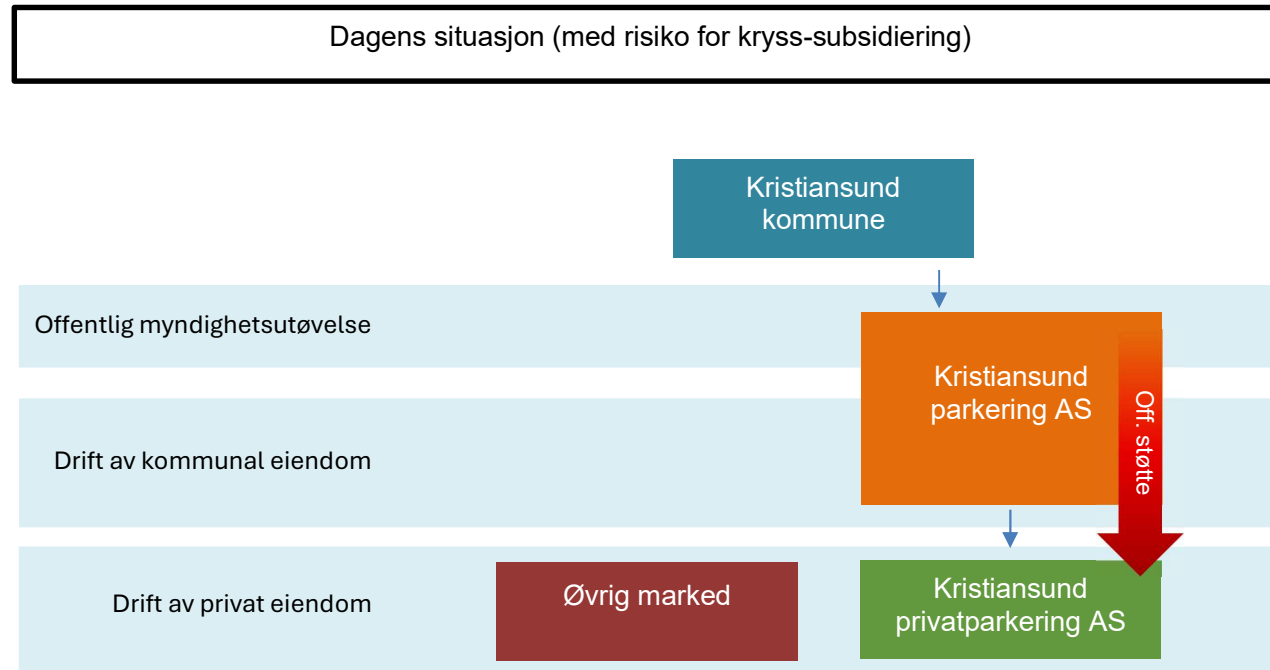 Dagens situasjon (med risiko for kryss-subsidiering)
Kristiansund
kommune
Offentlig myndighetsutøvelse
Kristiansund
parkering AS
Off. støtte
Drift av kommunal eiendom
Drift av privat eiendom
Øvrig marked
Kristiansund
privatparkering AS